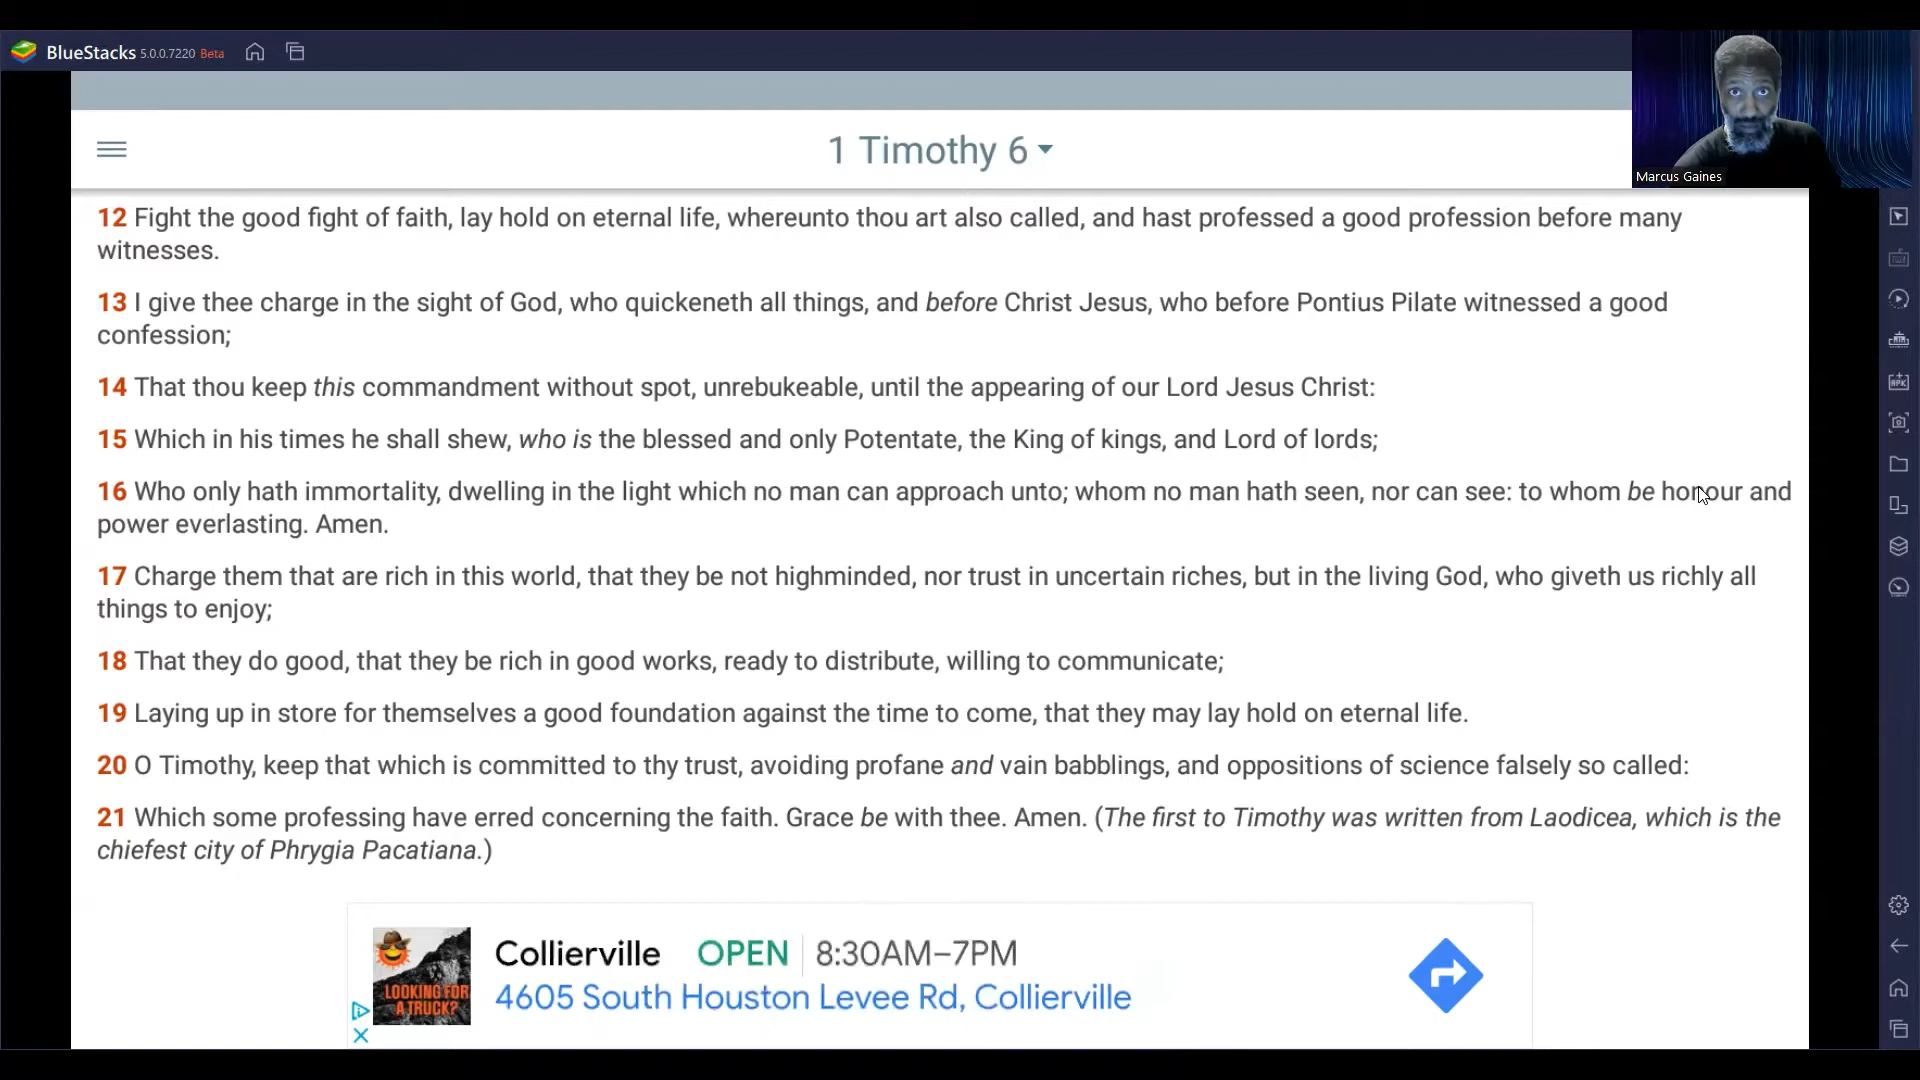 BlueStacks 5.0.0.7220 Beta
1 Timothy 6
Marcus Gaines
12 Fight the good fight of faith, lay hold on eternal life, whereunto thou art also called, and hast professed a good profession before many
witnesses.
13 I give thee charge in the sight of God, who quickeneth all things, and before Christ Jesus, who before Pontius Pilate witnessed a good
confession;
14 That thou keep this commandment without spot, unrebukeable, until the appearing of our Lord Jesus Christ:
15 Which in his times he shall shew, who is the blessed and only Potentate, the King of kings, and Lord of lords;
16 Who only hath immortality, dwelling in the light which no man can approach unto; whom no man hath seen, nor can see: to whom be honour and
power everlasting. Amen.
17 Charge them that are rich in this world, that they be not highminded, nor trust in uncertain riches, but in the living God, who giveth us richly all
things to enjoy;
18 That they do good, that they be rich in good works, ready to distribute, willing to communicate;
19 Laying up in store for themselves a good foundation against the time to come, that they may lay hold on eternal life.
20 O Timothy, keep that which is committed to thy trust, avoiding profane and vain babblings, and oppositions of science falsely so called:
21 Which some professing have erred concerning the faith. Grace be with thee. Amen. (The first to Timothy was written from Laodicea, which is the
chiefest city of Phrygia Pacatiana.)
LOOKING FOR
A TRUCK?
Collierville OPEN 8:30AM–7PM
4605 South Houston Levee Rd, Collierville